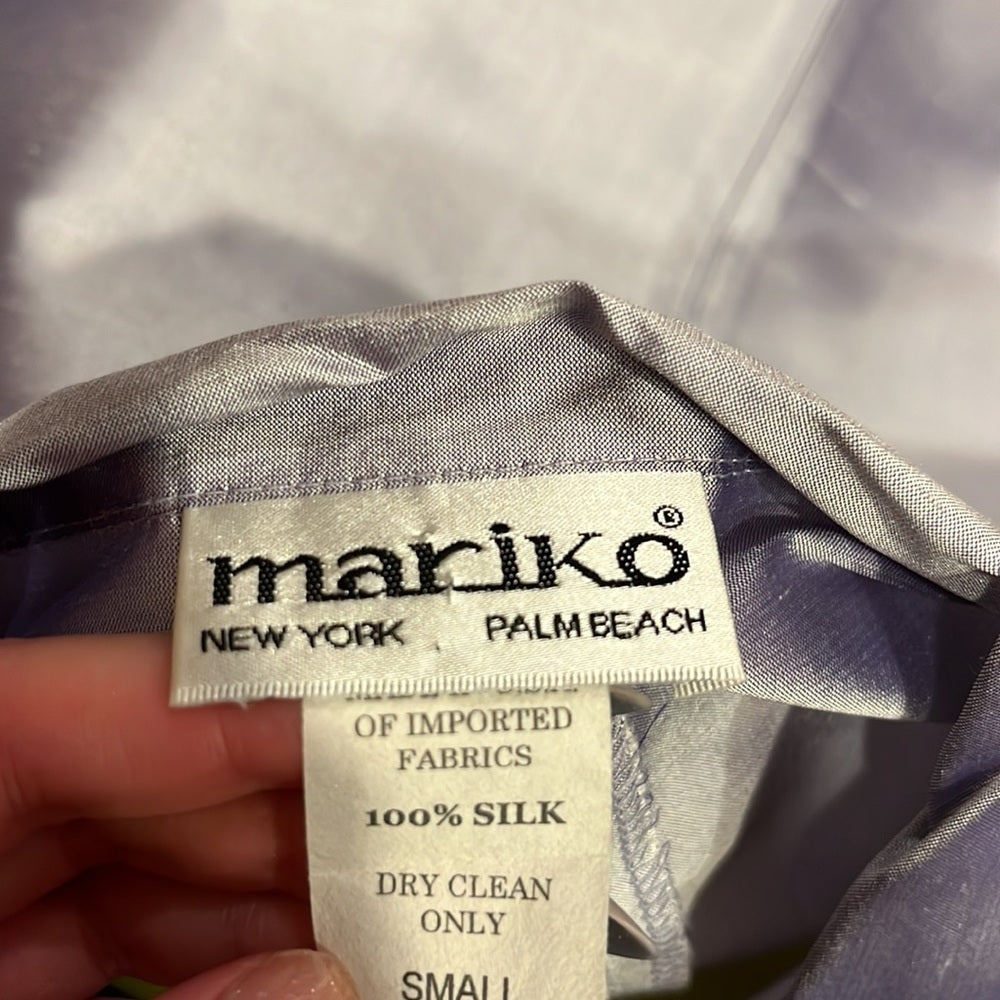 mariko®
NEW YORK PALM BEACH
OF IMPORTED
FABRICS
100% SILK
DRY CLEAN
ONLY
SMALL